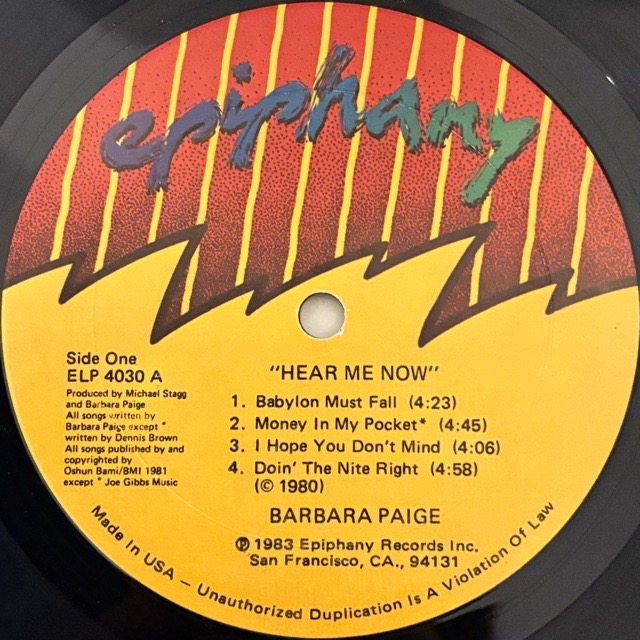 epiphany
Side One
ELP 4030 A
Produced by Michael Stagg
and Barbara Paige
All songs written by
Barbara Paige except *
written by Dennis Brown
All songs published by and
copyrighted by
Oshun Bami/BMI 1981
except * Joe Gibbs Music
"HEAR ME NOW"
1. Babylon Must Fall (4:23)
2. Money In My Pocket* (4:45)
3. I Hope You Don't Mind (4:06)
4. Doin' The Nite Right (4:58)
(© 1980)
BARBARA PAIGE
℗ 1983 Epiphany Records Inc.
San Francisco, CA., 94131
Made In USA – Unauthorized Duplication Is A Violation Of Law